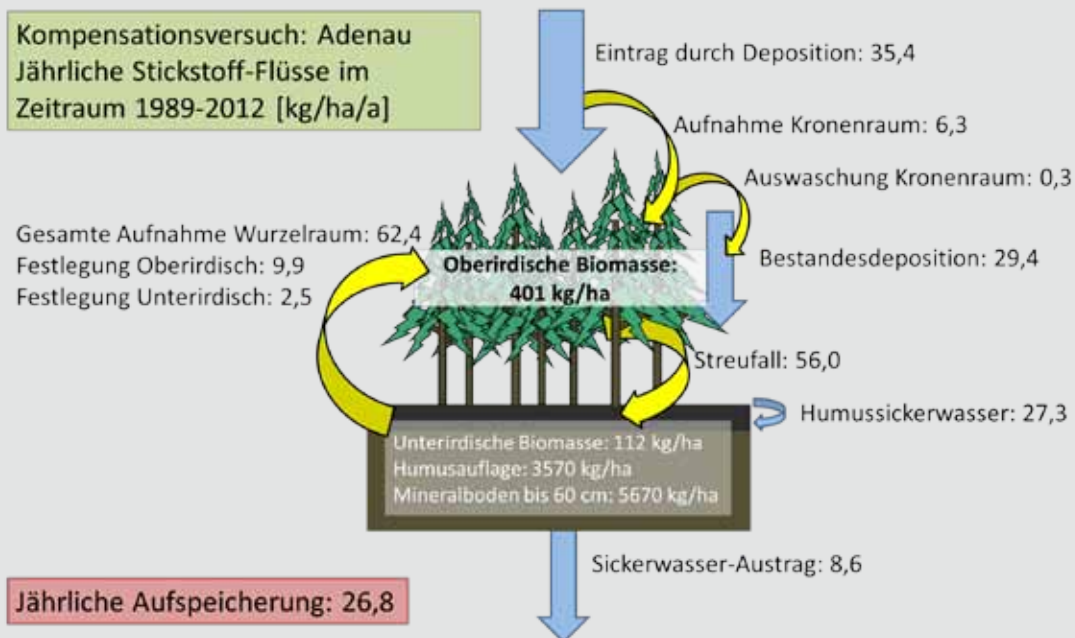 Kompensationsversuch: Adenau
Jährliche Stickstoff-Flüsse im
Zeitraum 1989-2012 [kg/ha/a]
Eintrag durch Deposition: 35,4
Aufnahme Kronenraum: 6,3
Auswaschung Kronenraum: 0,3
Gesamte Aufnahme Wurzelraum: 62,4
Festlegung Oberirdisch: 9,9
Festlegung Unterirdisch: 2,5
Oberirdische Biomasse:
401 kg/ha
Bestandesdeposition: 29,4
Streufall: 56,0
Humussickerwasser: 27,3
Unterirdische Biomasse: 112 kg/ha
Humusauflage: 3570 kg/ha
Mineralboden bis 60 cm: 5670 kg/ha
Sickerwasser-Austrag: 8,6
Jährliche Aufspeicherung: 26,8